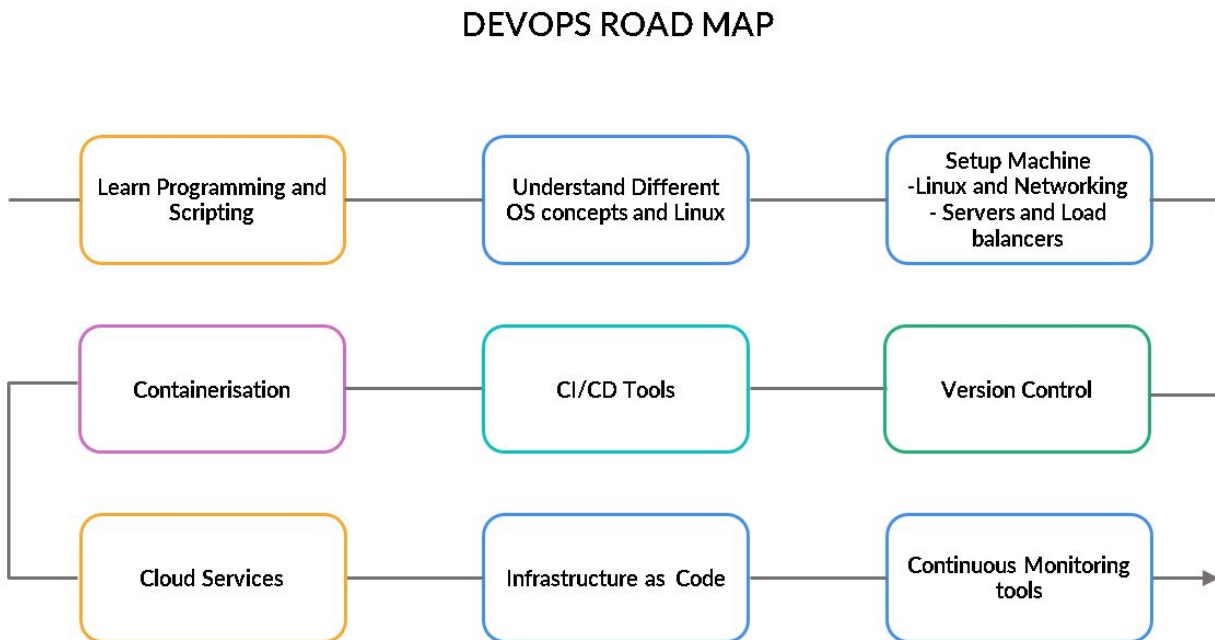 DEVOPS ROAD MAP
Learn Programming and
Scripting
Understand Different
OS concepts and Linux
Setup Machine
-Linux and Networking
- Servers and Load
balancers
Containerisation
CI/CD Tools
Version Control
Cloud Services
Infrastructure as Code
Continuous Monitoring
tools